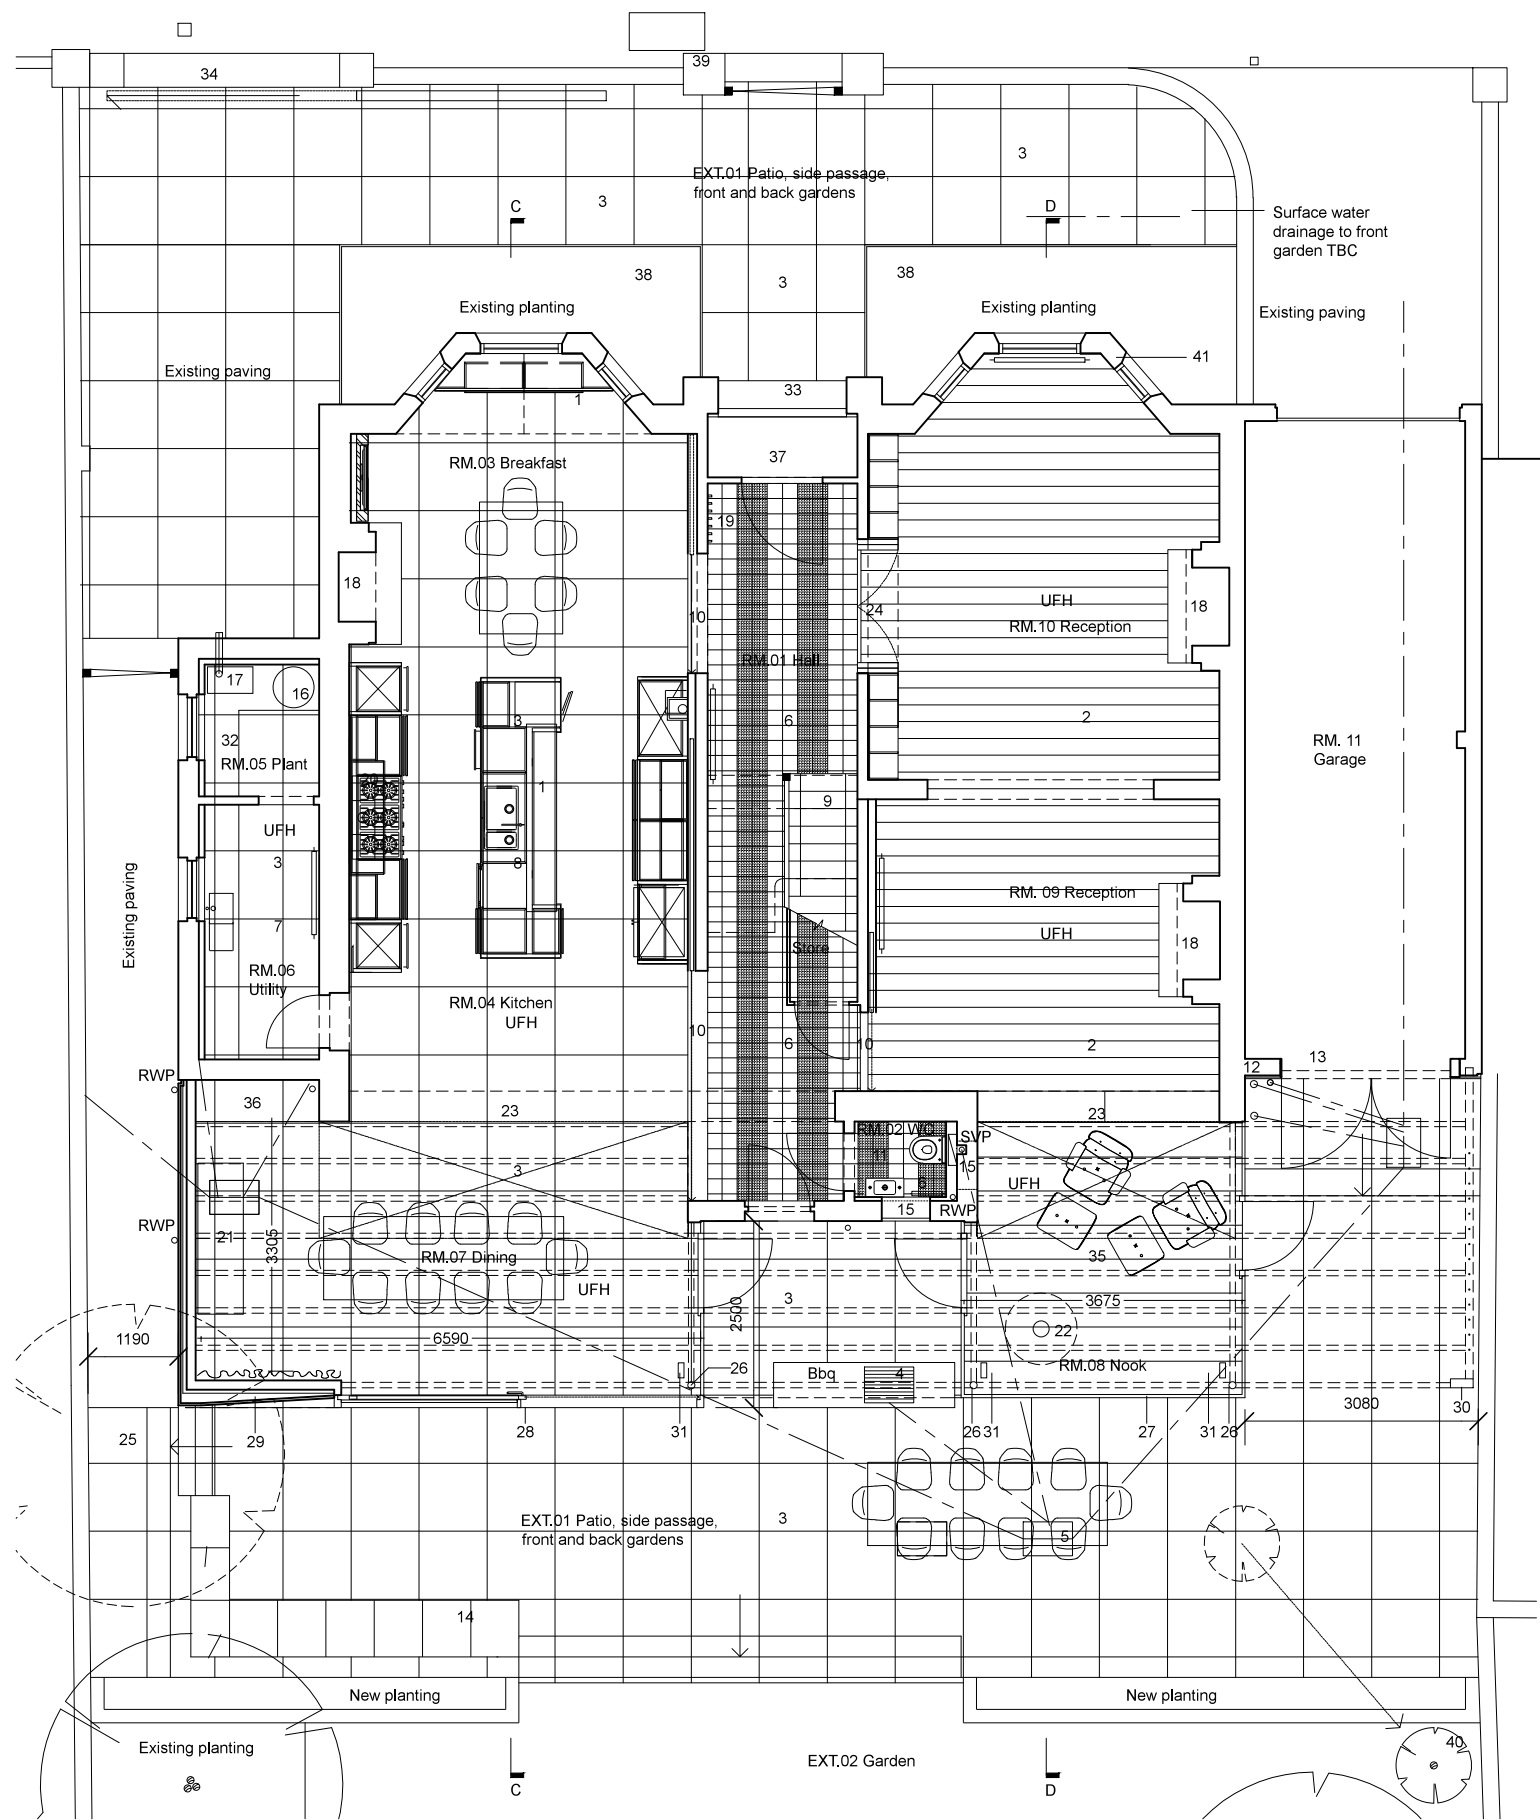 34
39
3
EXT.01 Patio, side passage,
front and back gardens
3
C
D
Surface water
drainage to front
garden TBC
38
3
38
Existing planting
Existing planting
Existing paving
41
Existing paving
33
1
RM.03 Breakfast
37
19
18
10
24
UFH
RM.10 Reception
18
RM.01 Hall
17
16
3
6
2
32
RM.05 Plant
RM. 11
Garage
20
1
9
UFH
3
8
RM. 09 Reception
Existing paving
7
UFH
18
Store
RM.06
Utility
RM.04 Kitchen
UFH
10
6
10
2
13
12
RWP
36
23
23
RM.02 WC
SVP
11
15
3
UFH
6
RWP
15
RWP
21
3305
RM.07 Dining
35
UFH
3
3675
2500
1190
6590
22
26
RM.08 Nook
Bbq
4
3080
30
25
29
28
31
26
31
27
31
26
EXT.01 Patio, side passage,
front and back gardens
3
5
14
New planting
New planting
Existing planting
EXT.02 Garden
40
C
D